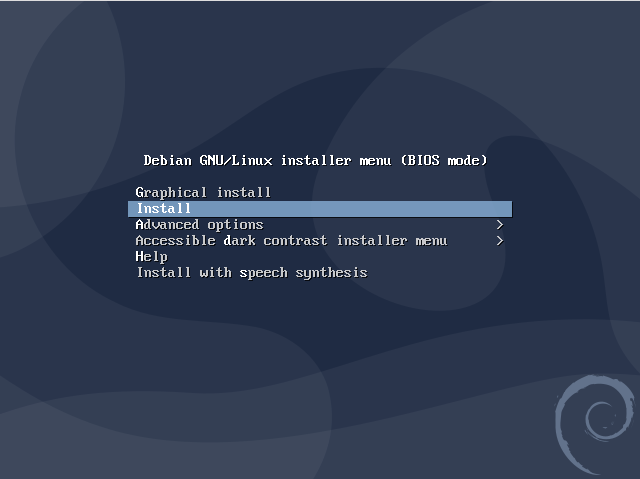 Debian GNU/Linux installer menu (BIOS mode)
Graphical install
Install
Advanced options >
Accessible dark contrast installer menu >
Help
Install with speech synthesis